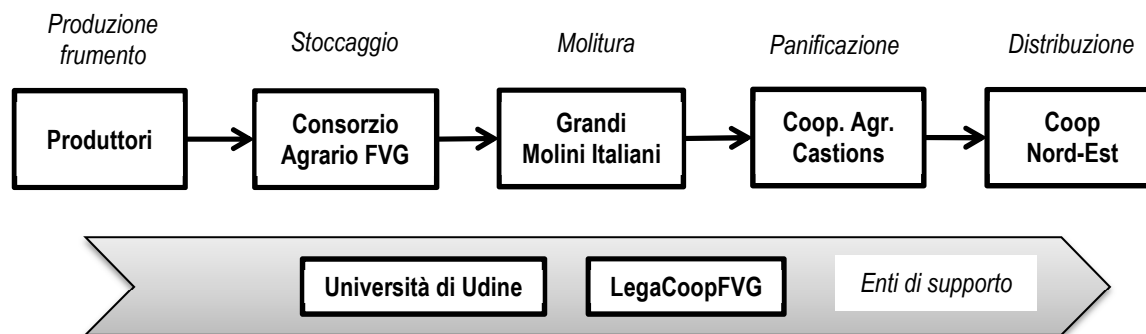 Produzione
frumento
Stoccaggio
Molitura
Panificazione
Distribuzione
Produttori
Consorzio
Agrario FVG
Grandi
Molini Italiani
Coop. Agr.
Castions
Coop
Nord-Est
Università di Udine
LegaCoopFVG
Enti di supporto